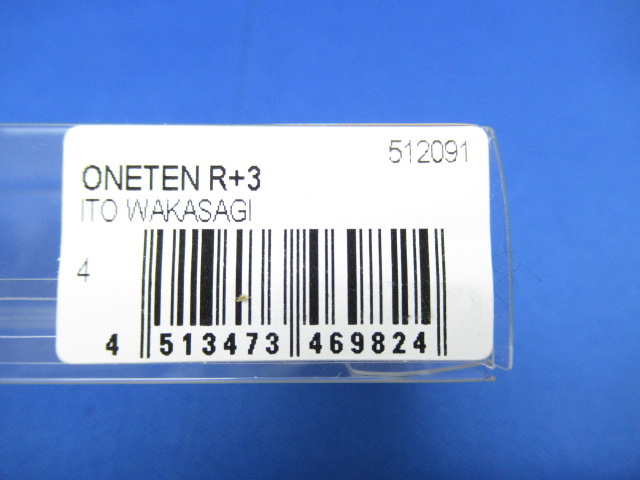 512091
ONETEN R+3
ITO WAKASAGI
4
4 513473 469824